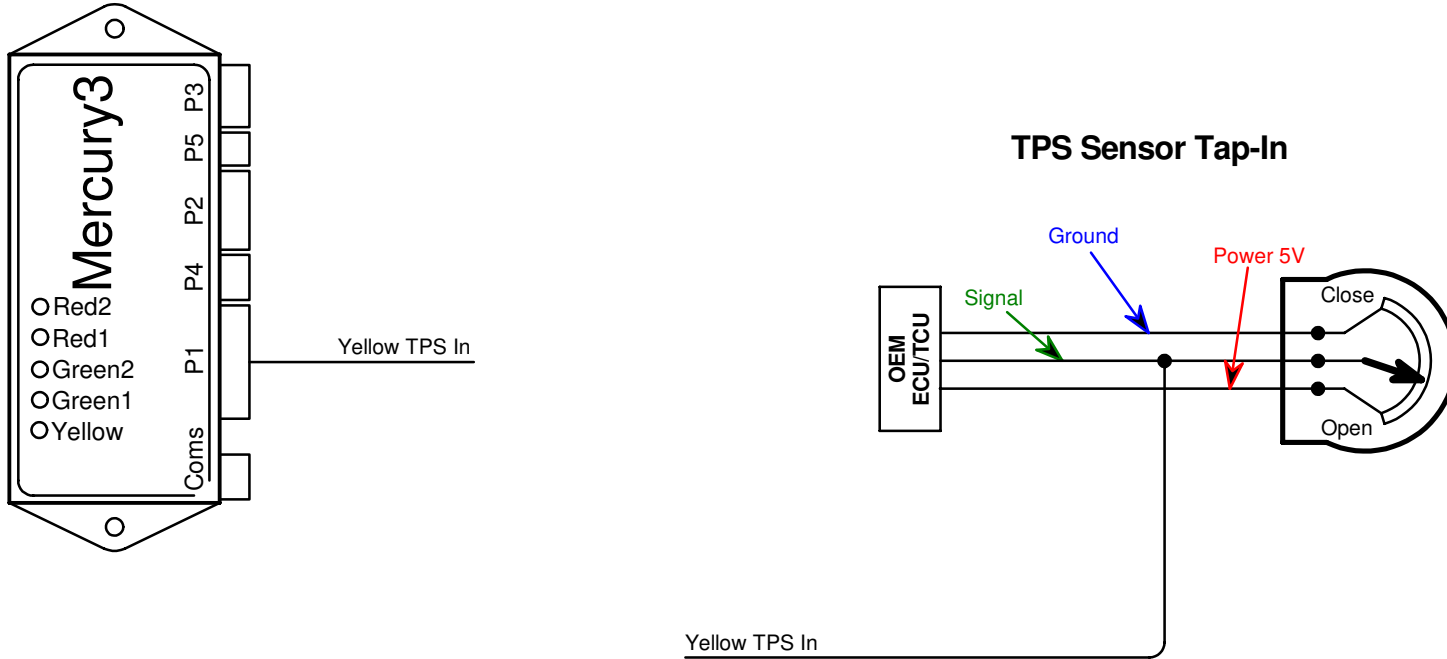 Mercury3
P3
P5
P2
P4
P1
Coms
Red2
Red1
Green2
Green1
Yellow
Yellow TPS In
TPS Sensor Tap-In
Ground
Power 5V
Signal
Close
OEM
ECU/TCU
Open
Yellow TPS In